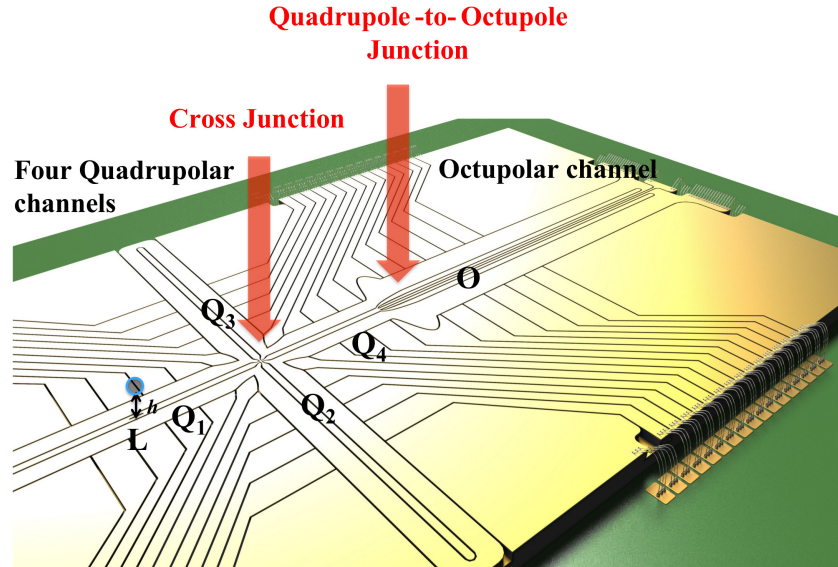 Quadrupole -to- Octupole
Junction
Cross Junction
Four Quadrupolar
channels
Octupolar channel
O
Q3
Q4
h
Q1
Q2
L